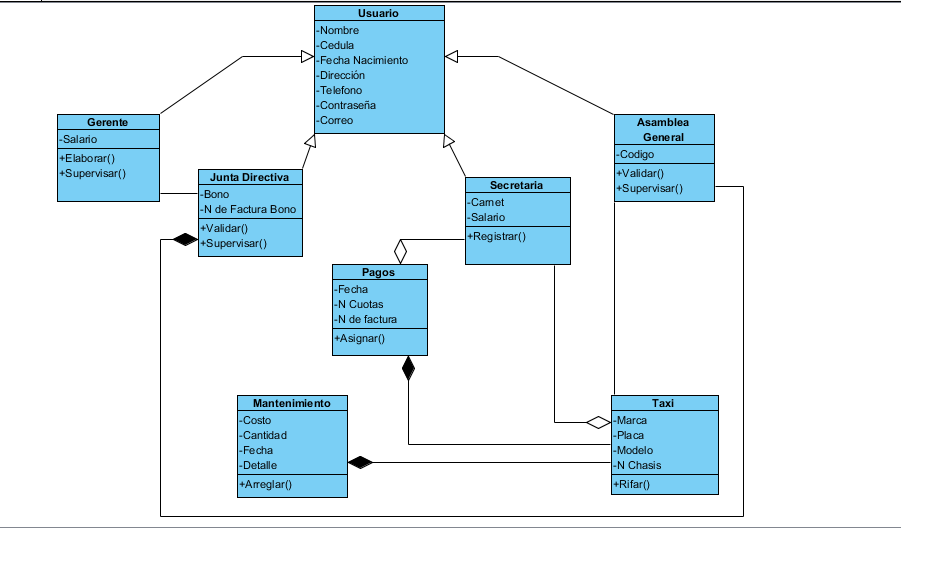 Usuario
-Nombre
-Cedula
-Fecha Nacimiento
-Dirección
-Telefono
-Contraseña
-Correo
Gerente
-Salario
+Elaborar()
+Supervisar()
Junta Directiva
-Bono
-N de Factura Bono
+Validar()
+Supervisar()
Secretaria
-Carnet
-Salario
+Registrar()
Asamblea
General
-Codigo
+Validar()
+Supervisar()
Pagos
-Fecha
-N Cuotas
-N de factura
+Asignar()
Mantenimiento
-Costo
-Cantidad
-Fecha
-Detalle
+Arreglar()
Taxi
-Marca
-Placa
-Modelo
-N Chasis
+Rifar()